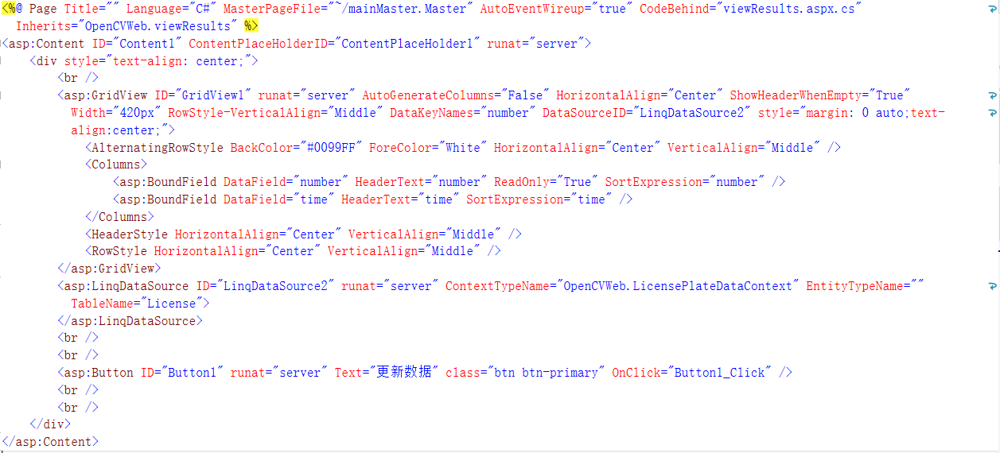 <%@ Page Title="" Language="C#" MasterPageFile="~/mainMaster.Master" AutoEventWireup="true" CodeBehind="viewResults.aspx.cs"
Inherits="OpenCVWeb.viewResults" %>
<asp:Content ID="Content1" ContentPlaceHolderID="ContentPlaceHolder1" runat="server">
<div style="text-align: center;">
<br />
<asp:GridView ID="GridView1" runat="server" AutoGenerateColumns="False" HorizontalAlign="Center" ShowHeaderWhenEmpty="True"
Width="420px" RowStyle-VerticalAlign="Middle" DataKeyNames="number" DataSourceID="LinqDataSource2" style="margin: 0 auto;text-
align:center;">
<AlternatingRowStyle BackColor="#0099FF" ForeColor="White" HorizontalAlign="Center" VerticalAlign="Middle" />
<Columns>
<asp:BoundField DataField="number" HeaderText="number" ReadOnly="True" SortExpression="number" />
<asp:BoundField DataField="time" HeaderText="time" SortExpression="time" />
</Columns>
<HeaderStyle HorizontalAlign="Center" VerticalAlign="Middle" />
<RowStyle HorizontalAlign="Center" VerticalAlign="Middle" />
</asp:GridView>
<asp:LinqDataSource ID="LinqDataSource2" runat="server" ContextTypeName="OpenCVWeb.LicensePlateDataContext" EntityTypeName=""
TableName="License">
</asp:LinqDataSource>
<br />
<br />
<asp:Button ID="Button1" runat="server" Text="更新数据" class="btn btn-primary" OnClick="Button1_Click" />
<br />
<br />
</div>
</asp:Content>